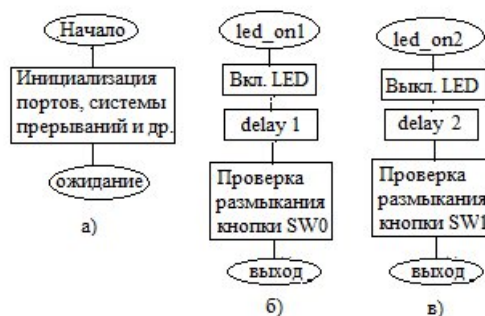 Начало
Инициализация
портов, системы
прерываний и др.
ожидание
а)
led_on1
Вкл. LED
delay 1
Проверка
размыкания
кнопки SW0
выход
б)
led_on2
Выкл. LED
delay 2
Проверка
размыкания
кнопки SW1
выход
в)